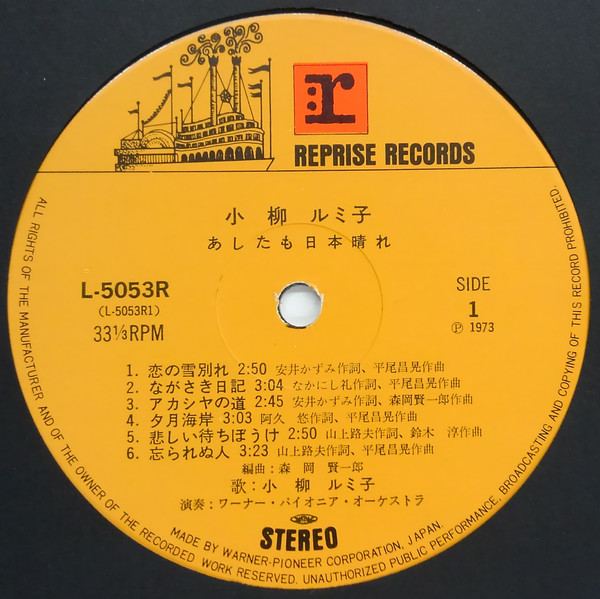 r
REPRISE RECORDS
小柳 ルミ子
あしたも日本晴れ
L-5053R
(L-5053R1)
33⅓RPM
SIDE
1
Ⓟ 1973
1. 恋の雪別れ 2:50 安井かずみ作詞、平尾昌晃作曲
2. ながさき日記 3:04 なかにし礼作詞、平尾昌晃作曲
3. アカシヤの道 2:45 安井かずみ作詞、森岡賢一郎作曲
4. 夕月海岸 3:03 阿久 悠作詞、平尾昌晃作曲
5. 悲しい待ちぼうけ 2:50 山上路夫作詞、鈴木 淳作曲
6. 忘られぬ人 3:23 山上路夫作詞、平尾昌晃作曲
編曲:森 岡 賢一郎
歌:小 柳 ルミ子
演奏:ワーナー・パイオニア・オーケストラ
STEREO
ALL RIGHTS OF THE MANUFACTURER AND OF THE OWNER OF THE RECORDED WORK RESERVED. UNAUTHORIZED PUBLIC PERFORMANCE, BROADCASTING AND COPYING OF THIS RECORD PROHIBITED.
MADE BY WARNER-PIONEER CORPORATION, JAPAN.